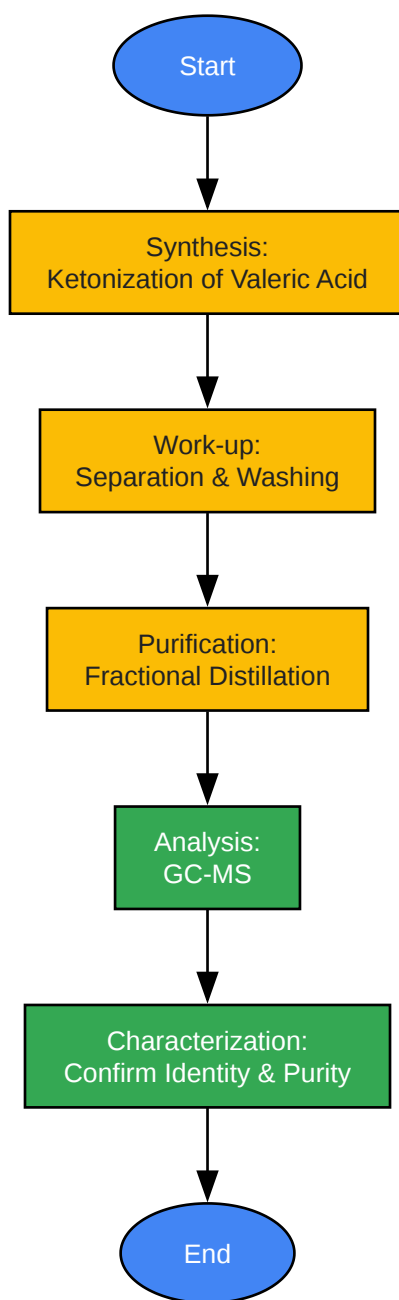 Start
Synthesis:
Ketonization of Valeric Acid
Work-up:
Separation & Washing
Purification:
Fractional Distillation
Analysis:
GC-MS
Characterization:
Confirm Identity & Purity
End